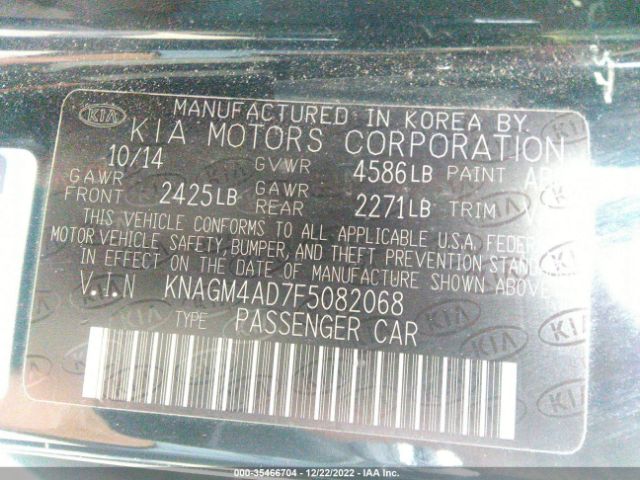 MANUFACTURED IN KOREA BY
KIA KIA MOTORS CORPORATION
10/14 GVWR 4586LB PAINT
GAWR FRONT 2425LB GAWR REAR 2271LB TRIM
THIS VEHICLE CONFORMS TO ALL APPLICABLE U.S.A. FEDER
MOTOR VEHICLE SAFETY, BUMPER, AND THEFT PREVENTION STAND
IN EFFECT ON THE DATE OF MANUFACTURE SHOWN ABOVE.
V.I.N KNAGM4AD7F5082068
TYPE PASSENGER CAR
000-35466704 - 12/22/2022 - IAA Inc.